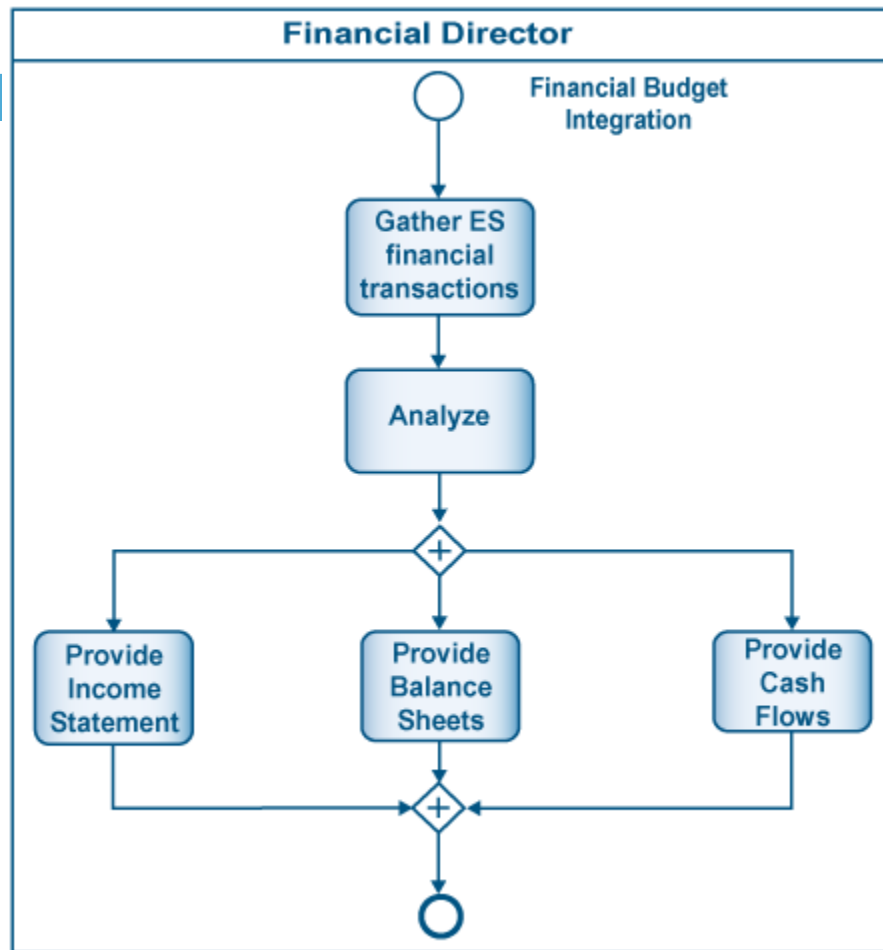 Financial Director
Financial Budget
Integration
Gather ES
financial
transactions
Analyze
Provide
Income
Statement
Provide
Balance
Sheets
Provide
Cash
Flows